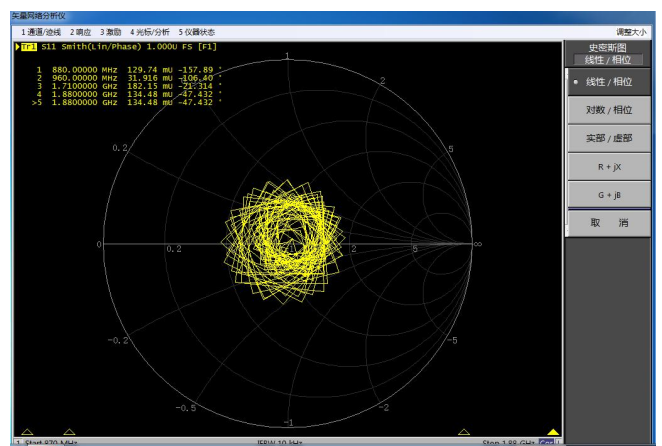 矢量网络分析仪
1 通道/迹线 2 响应 3 激励 4 光标/分析 5 仪器状态 调整大小
Tr1 S11 Smith(Lin/Phase) 1.000U FS [F1]
1 880.00000 MHz 129.74 mU -157.89 °
2 960.00000 MHz 31.916 mU -106.40 °
3 1.7100000 GHz 182.15 mU -21.314 °
4 1.8800000 GHz 134.48 mU -47.432 °
>5 1.8800000 GHz 134.48 mU -47.432 °
史密斯图
线性 / 相位
线性 / 相位
对数 / 相位
实部 / 虚部
R + jX
G + jB
取 消
1
2
5
0.2
0
0.2
2
5
∞
-0.2
-5
-0.5
-2
-1
1 Start 870 MHz IFBW 10 kHz Stop 1.88 GHz Cor